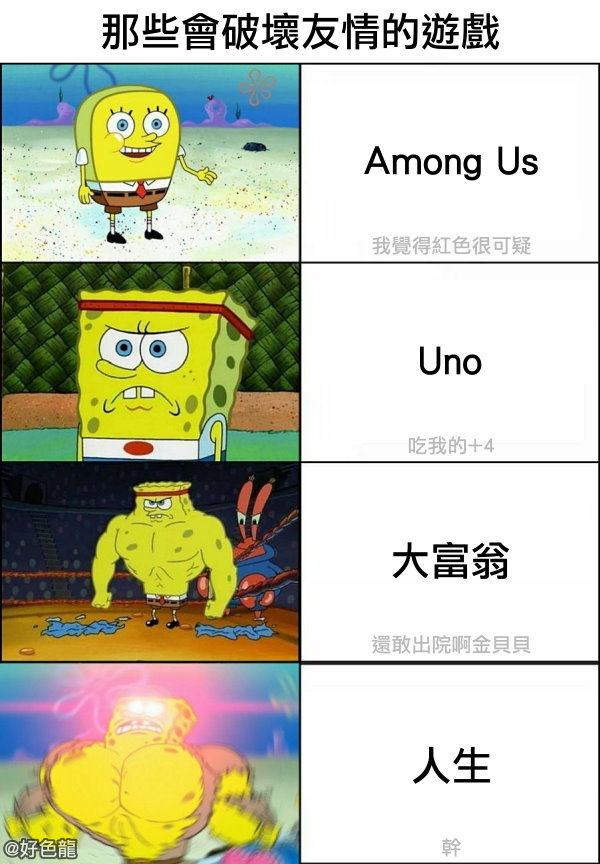 那些會破壞友情的遊戲
Among Us
我覺得紅色很可疑
Uno
吃我的+4
大富翁
還敢出院啊金貝貝
人生
幹
@好色龍